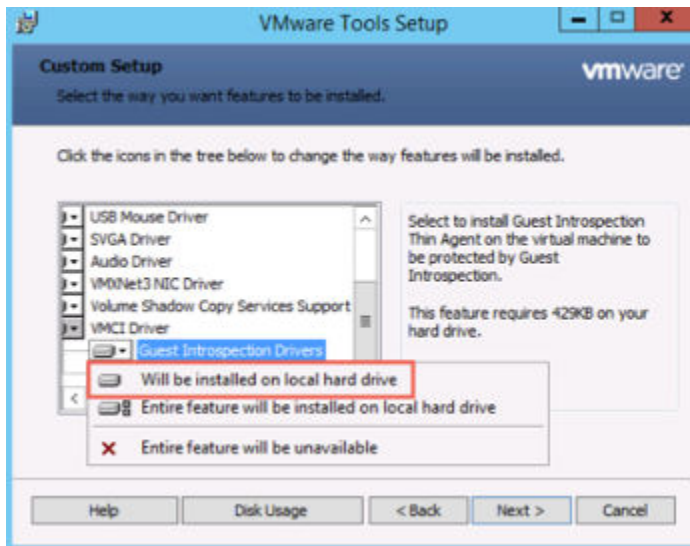 VMware Tools Setup
Custom Setup
vmware
Select the way you want features to be installed.
Click the icons in the tree below to change the way features will be installed.
USB Mouse Driver
SVGA Driver
Audio Driver
VMXNet3 NIC Driver
Volume Shadow Copy Services Support
VMCI Driver
Guest Introspection Drivers
Will be installed on local hard drive
Entire feature will be installed on local hard drive
Entire feature will be unavailable
Select to install Guest Introspection
Thin Agent on the virtual machine to
be protected by Guest
Introspection.
This feature requires 429KB on your
hard drive.
Help
Disk Usage
< Back
Next >
Cancel